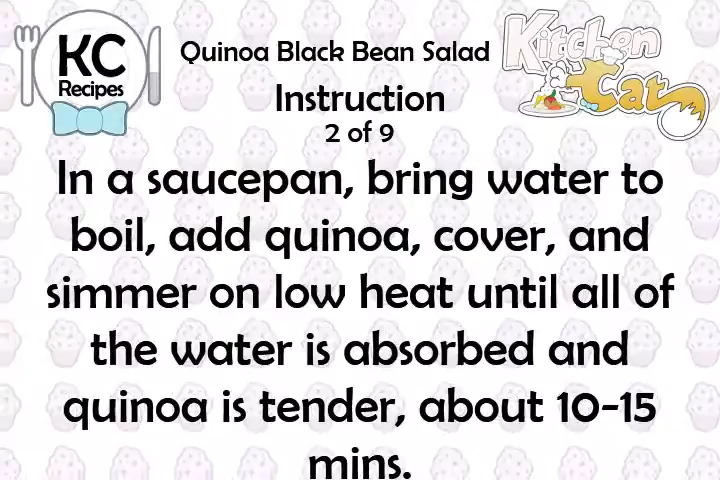 KC
Recipes
Quinoa Black Bean Salad
Kitchen
Cat
Instruction
2 of 9
In a saucepan, bring water to
boil, add quinoa, cover, and
simmer on low heat until all of
the water is absorbed and
quinoa is tender, about 10-15
mins.